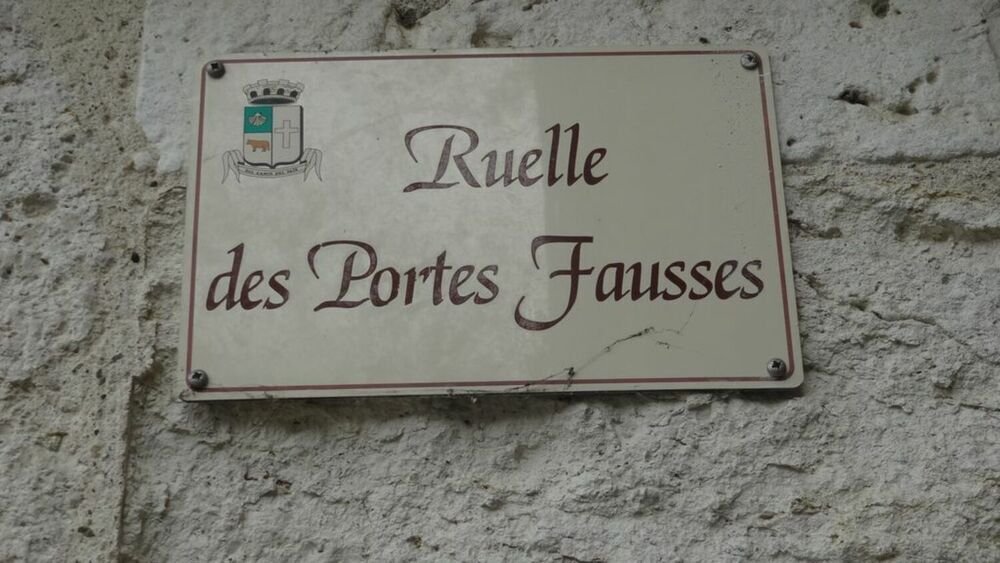 Ruelle
des Portes Fausses